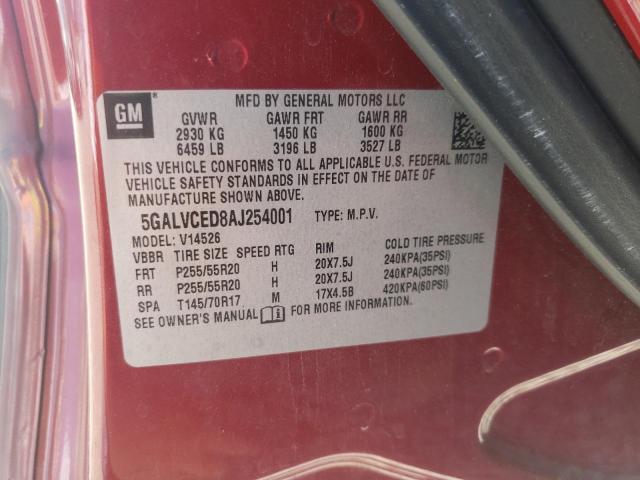 MFD BY GENERAL MOTORS LLC
GM
GVWR GAWR FRT GAWR RR
2930 KG 1450 KG 1600 KG
6459 LB 3196 LB 3527 LB
THIS VEHICLE CONFORMS TO ALL APPLICABLE U.S. FEDERAL MOTOR
VEHICLE SAFETY STANDARDS IN EFFECT ON THE DATE OF
MANUFACTURE SHOWN ABOVE.
5GALVCED8AJ254001 TYPE: M.P.V.
MODEL: V14526
VBBR TIRE SIZE SPEED RTG RIM COLD TIRE PRESSURE
FRT P255/55R20 H 20X7.5J 240KPA(35PSI)
RR P255/55R20 H 20X7.5J 240KPA(35PSI)
SPA T145/70R17 M 17X4.5B 420KPA(60PSI)
SEE OWNER'S MANUAL FOR MORE INFORMATION.